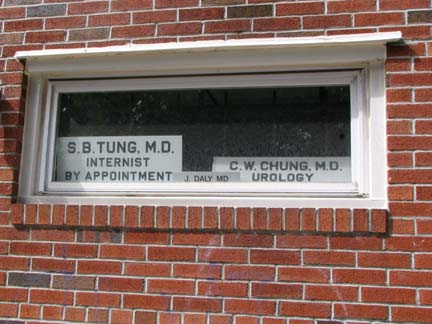 S.B.TUNG, M.D.
INTERNIST
BY APPOINTMENT
J. DALY MD
C.W. CHUNG, M.D.
UROLOGY